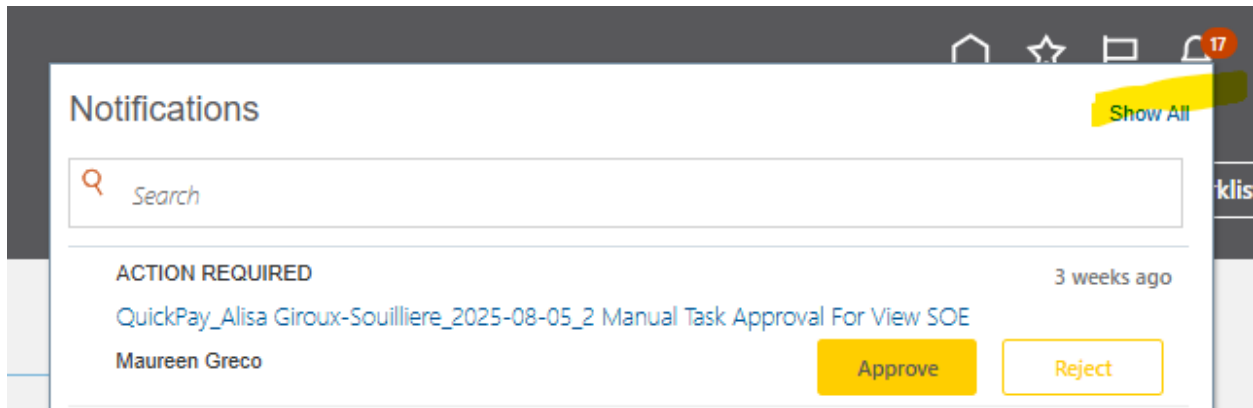 17
Notifications
Show All
Search
klis
ACTION REQUIRED
3 weeks ago
QuickPay_Alisa Giroux-Souilliere_2025-08-05_2 Manual Task Approval For View SOE
Maureen Greco
Approve
Reject